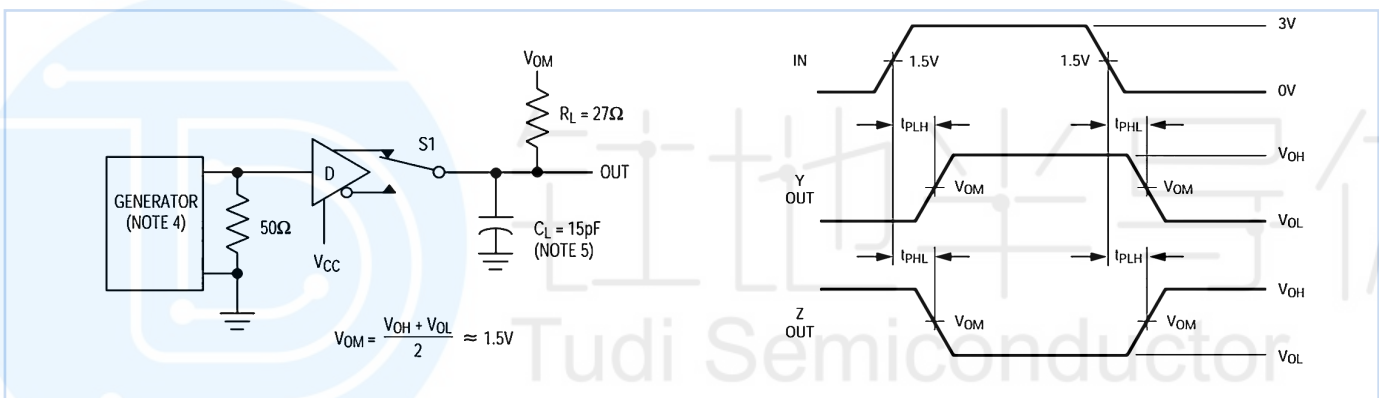 GENERATOR
(NOTE 4)
50Ω
D
VCC
S1
VOM
RL = 27Ω
OUT
CL = 15pF
(NOTE 5)
VOM = VOH + VOL
2
≈ 1.5V
IN
1.5V
1.5V
3V
0V
tPLH
tPHL
Y
OUT
VOM
VOM
VOH
VOL
tPHL
tPLH
Z
OUT
VOM
VOM
VOH
VOL
Tudi Semiconductor